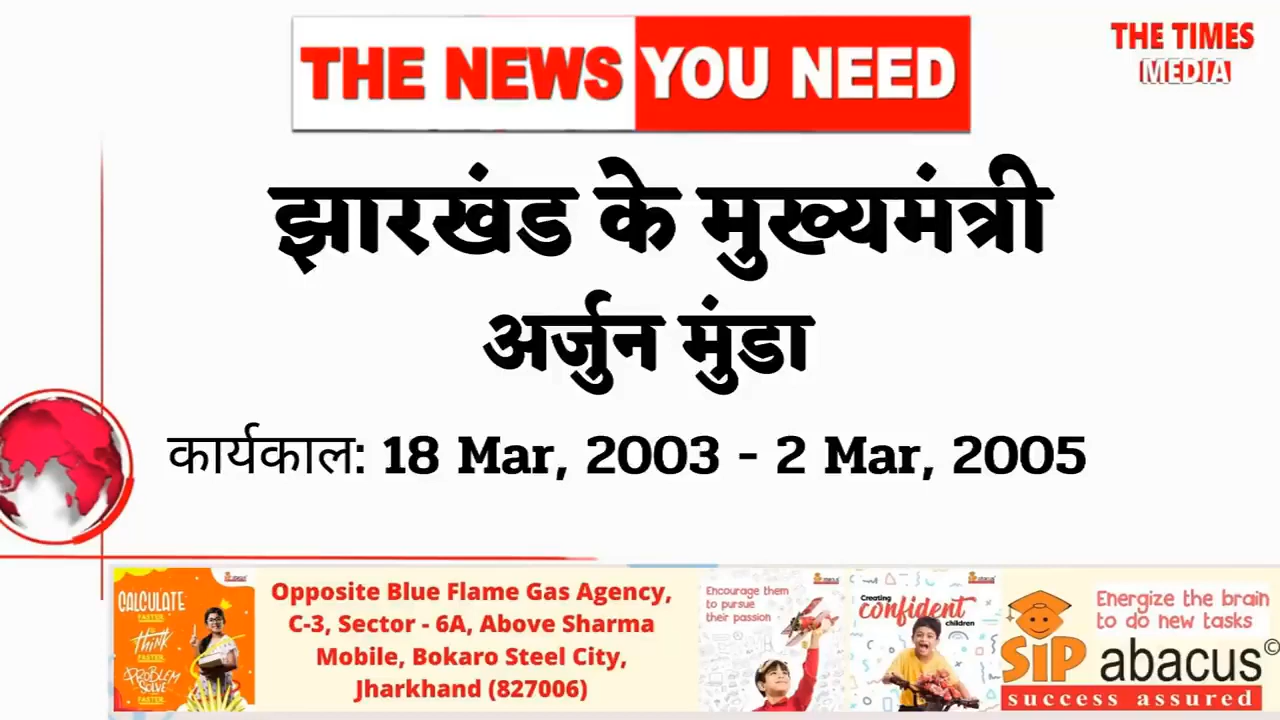 THE NEWS YOU NEED
THE TIMES
MEDIA
झारखंड के मुख्यमंत्री
अर्जुन मुंडा
कार्यकाल: 18 Mar, 2003 - 2 Mar, 2005
CALCULATE
FASTER.
THINK
FASTER.
PROBLEM
SOLVE
FASTER.
Opposite Blue Flame Gas Agency,
C-3, Sector - 6A, Above Sharma
Mobile, Bokaro Steel City,
Jharkhand (827006)
Encourage them
to pursue
their passion
Creating
confident
children
SIP abacus©
success assured
Energize the brain
to do new tasks